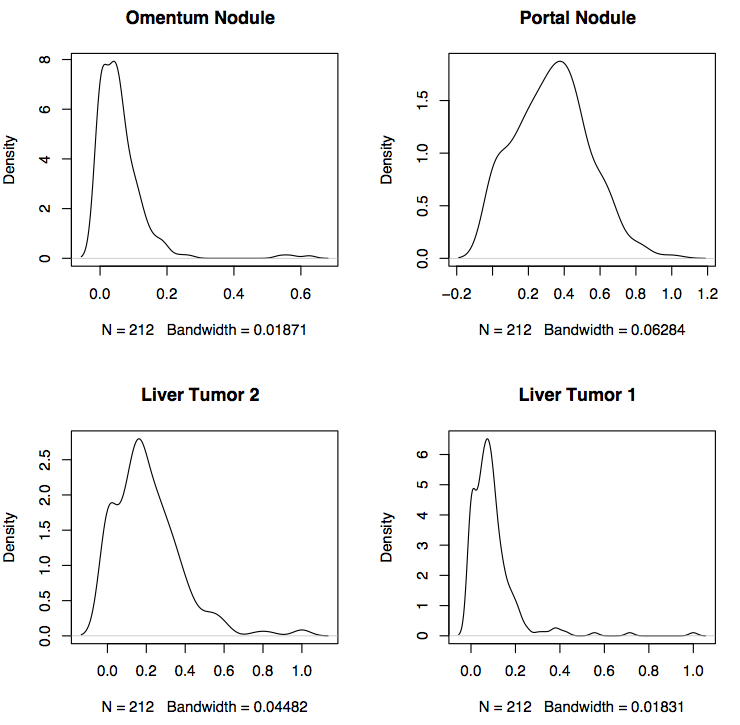 Omentum Nodule
Density
8
6
4
2
0
0.0 0.2 0.4 0.6
N = 212 Bandwidth = 0.01871
Portal Nodule
Density
1.5
1.0
0.5
0.0
−0.2 0.2 0.4 0.6 0.8 1.0 1.2
N = 212 Bandwidth = 0.06284
Liver Tumor 2
Density
2.5
2.0
1.5
1.0
0.5
0.0
0.0 0.2 0.4 0.6 0.8 1.0
N = 212 Bandwidth = 0.04482
Liver Tumor 1
Density
6
5
4
3
2
1
0
0.0 0.2 0.4 0.6 0.8 1.0
N = 212 Bandwidth = 0.01831